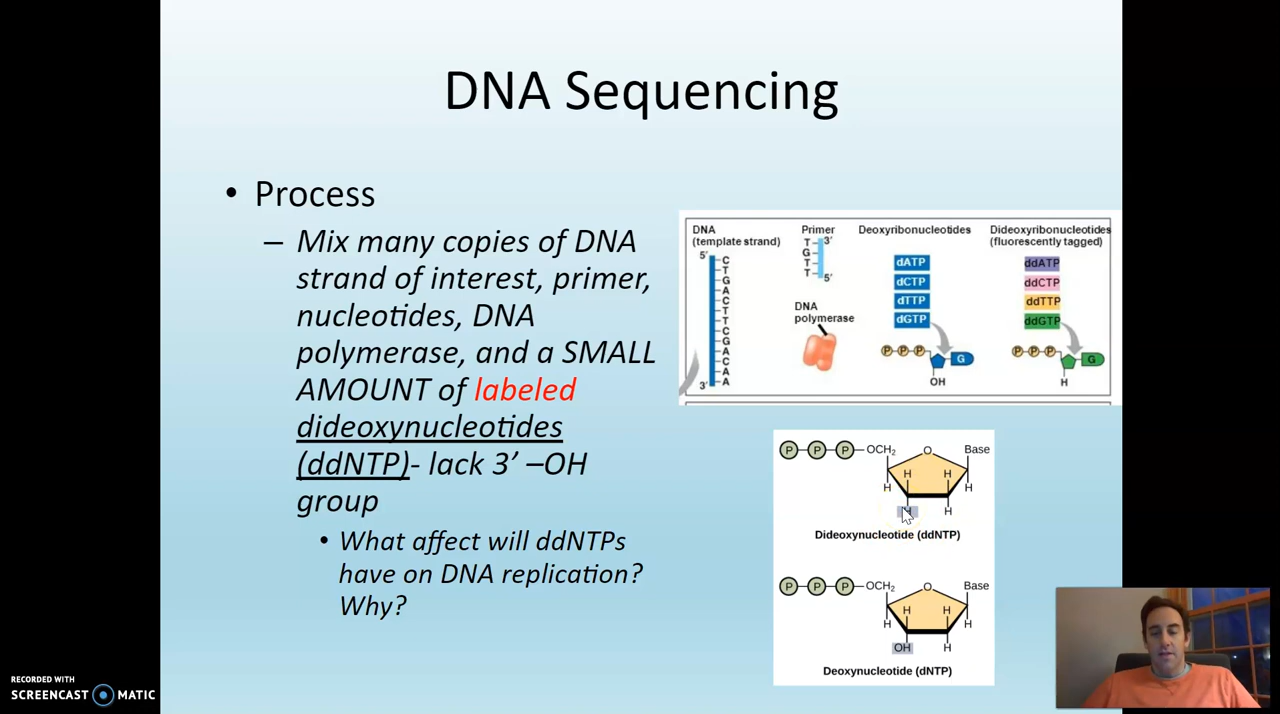 DNA Sequencing
• Process
– Mix many copies of DNA
strand of interest, primer,
nucleotides, DNA
polymerase, and a SMALL
AMOUNT of labeled
dideoxynucleotides
(ddNTP)- lack 3’ –OH
group
• What affect will ddNTPs
have on DNA replication?
Why?
DNA
(template strand)
5′
C
T
G
A
C
T
T
C
G
A
C
A
A
3′
Primer
T
G
T
T
3′
5′
DNA
polymerase
Deoxyribonucleotides
dATP
dCTP
dTTP
dGTP
P P P
G
OH
Dideoxyribonucleotides
(fluorescently tagged)
ddATP
ddCTP
ddTTP
ddGTP
P P P
G
H
P P P OCH2 O Base
H H
H H
H H
Dideoxynucleotide (ddNTP)
P P P OCH2 O Base
H H
H H
OH H
Deoxynucleotide (dNTP)
RECORDED WITH
SCREENCAST MATIC